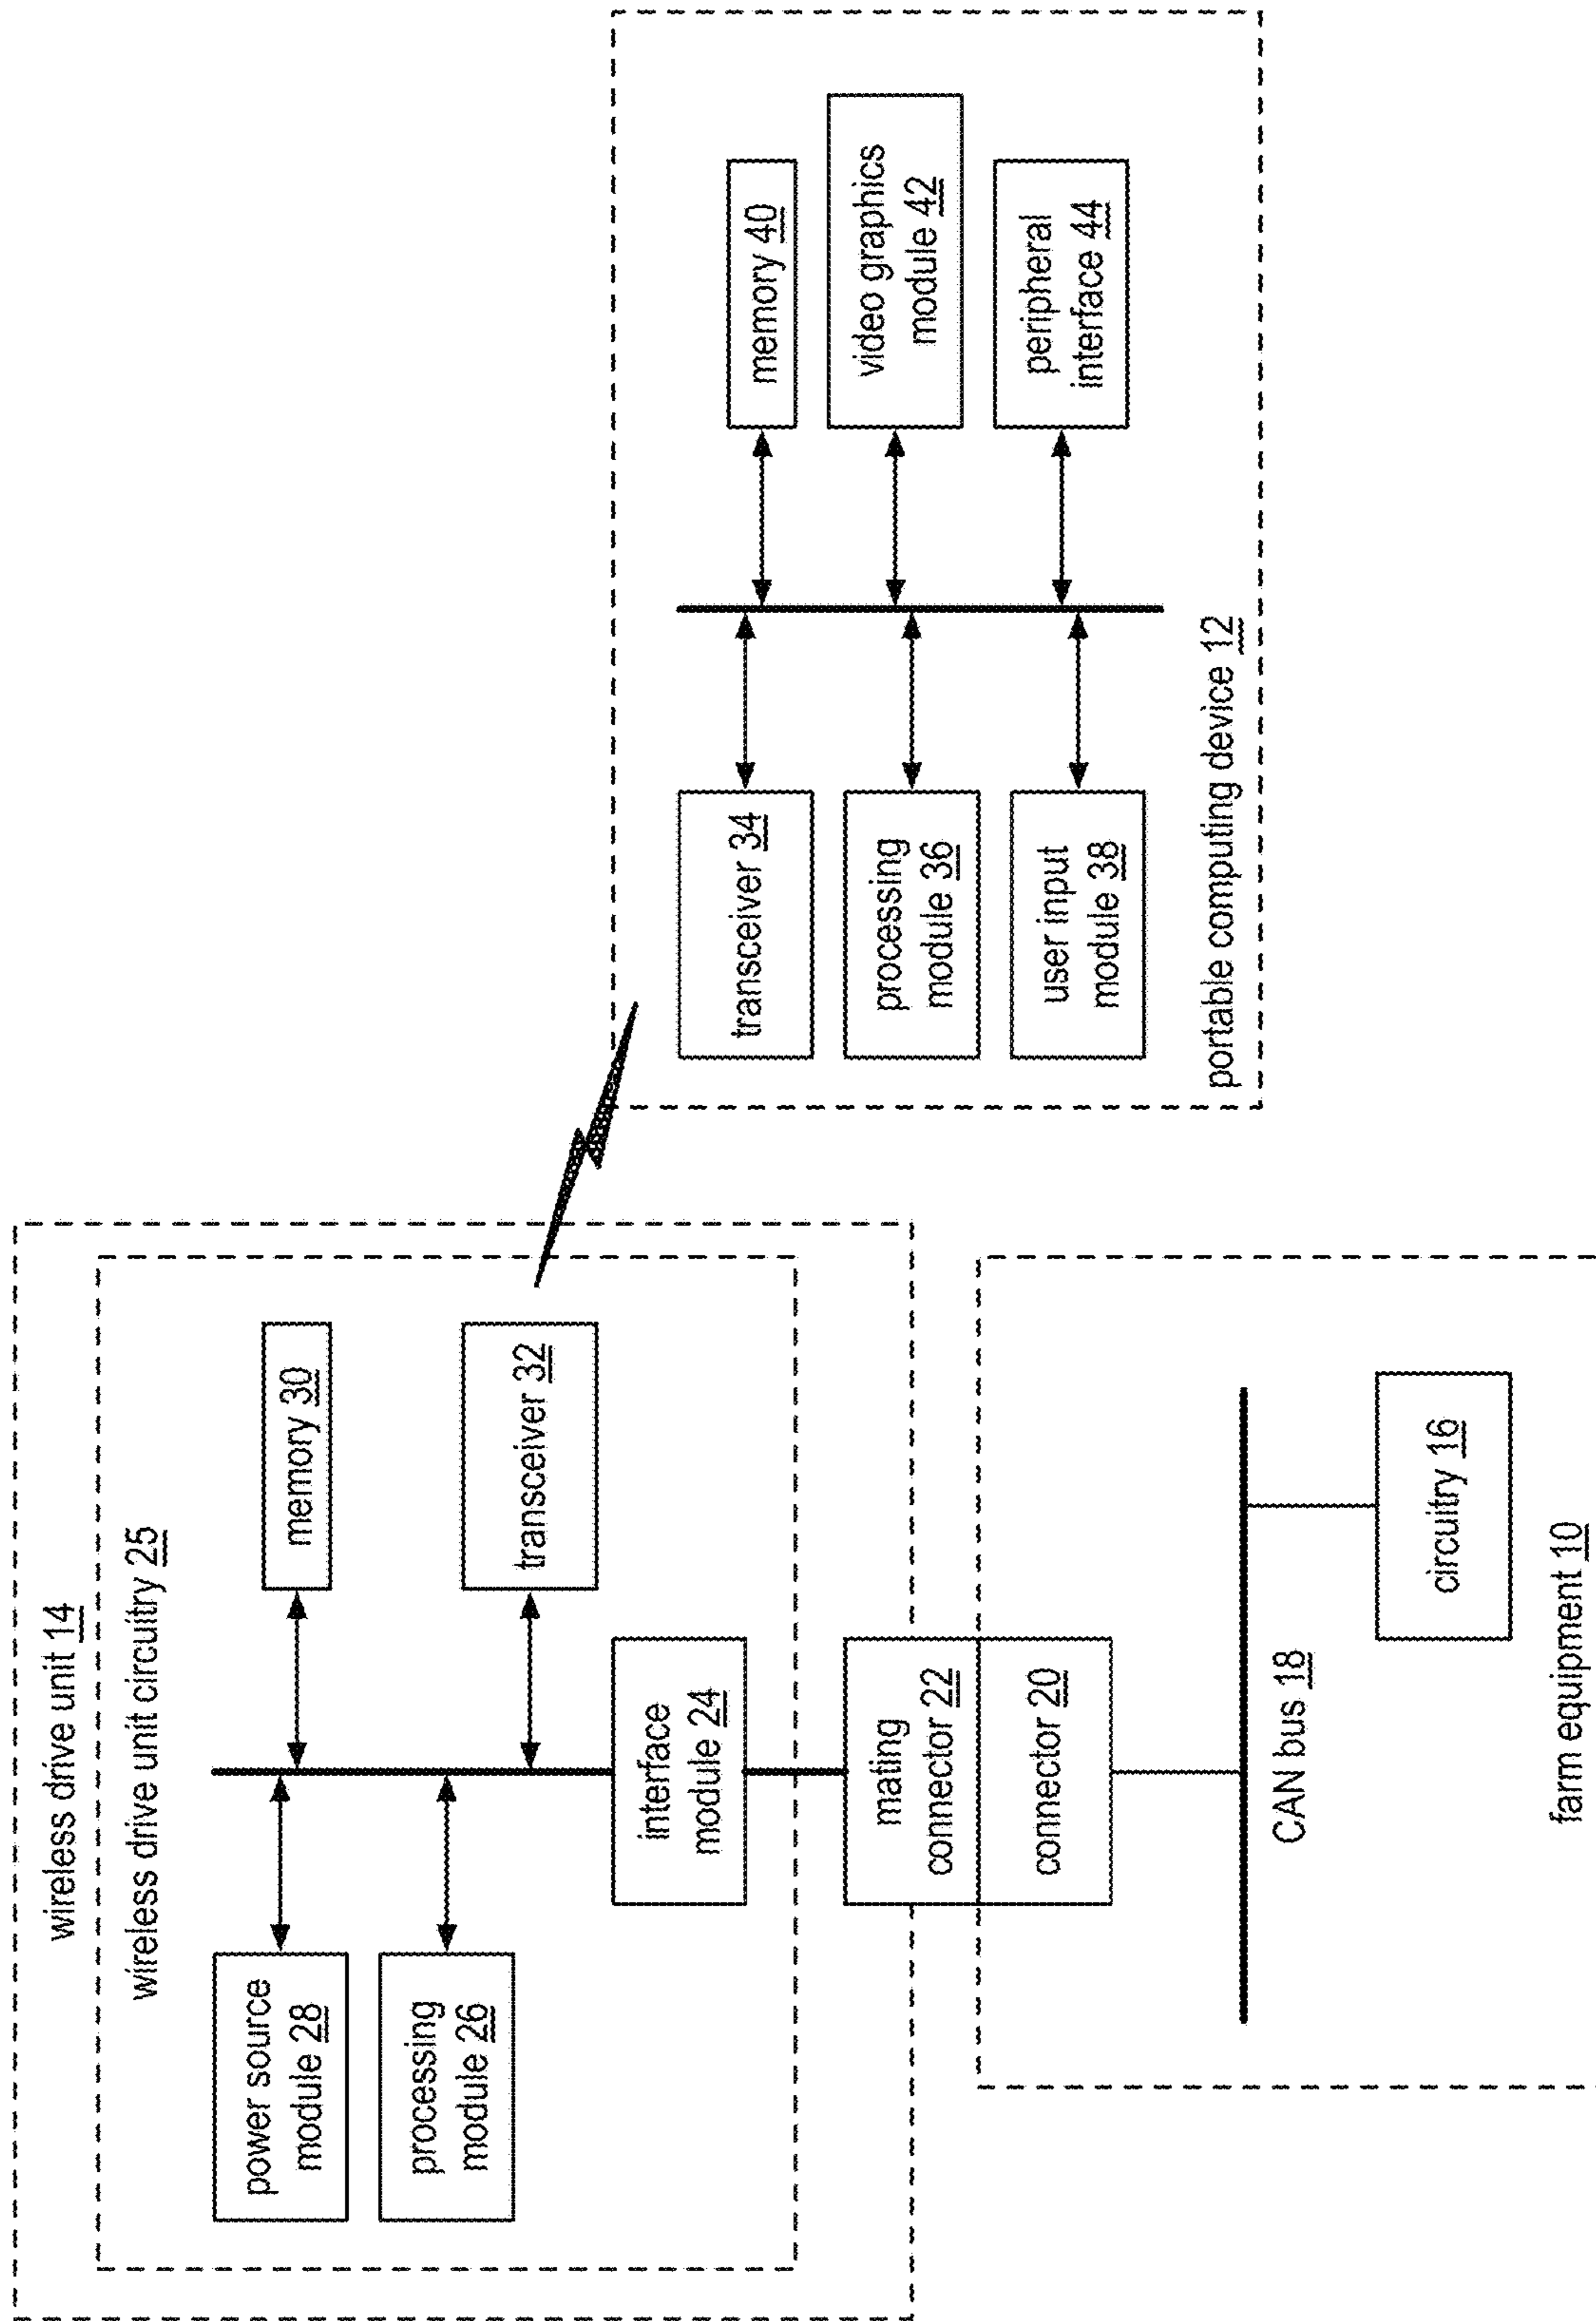 wireless drive unit 14
wireless drive unit circuitry 25
power source
module 28
memory 30
processing
module 26
transceiver 32
interface
module 24
mating
connector 22
connector 20
CAN bus 18
circuitry 16
farm equipment 10
transceiver 34
memory 40
processing
module 36
video graphics
module 42
user input
module 38
peripheral
interface 44
portable computing device 12